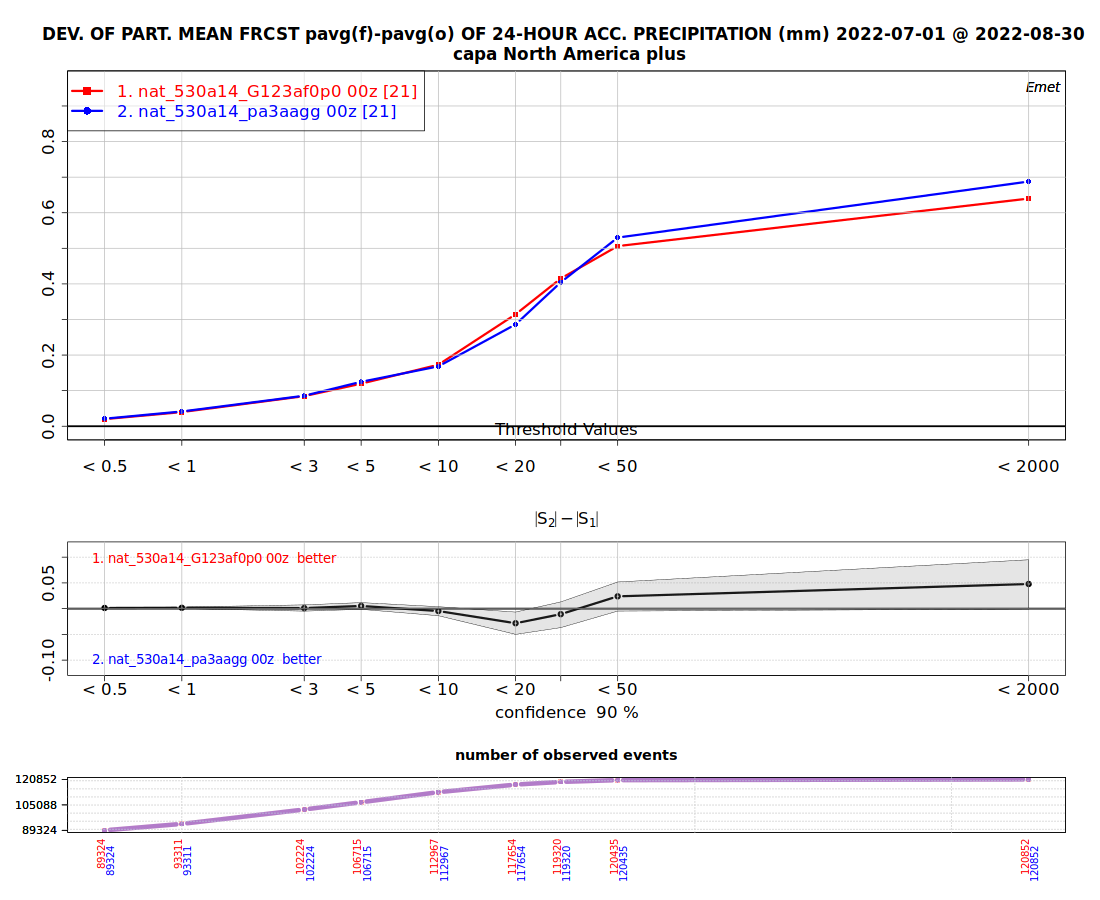 DEV. OF PART. MEAN FRCST pavg(f)-pavg(o) OF 24-HOUR ACC. PRECIPITATION (mm) 2022-07-01 @ 2022-08-30
capa North America plus
1. nat_530a14_G123af0p0 00z [21]
2. nat_530a14_pa3aagg 00z [21]
Emet
0.8
0.6
0.4
0.2
0.0
Threshold Values
< 0.5 < 1 < 3 < 5 < 10 < 20 < 50 < 2000
|S2| − |S1|
1. nat_530a14_G123af0p0 00z better
0.05
-0.10
2. nat_530a14_pa3aagg 00z better
< 0.5 < 1 < 3 < 5 < 10 < 20 < 50 < 2000
confidence 90 %
number of observed events
120852
105088
89324
89324 93311 102224 106715 112967 117654 119320 120435 120852
89324 93311 102224 106715 112967 117654 119320 120435 120852